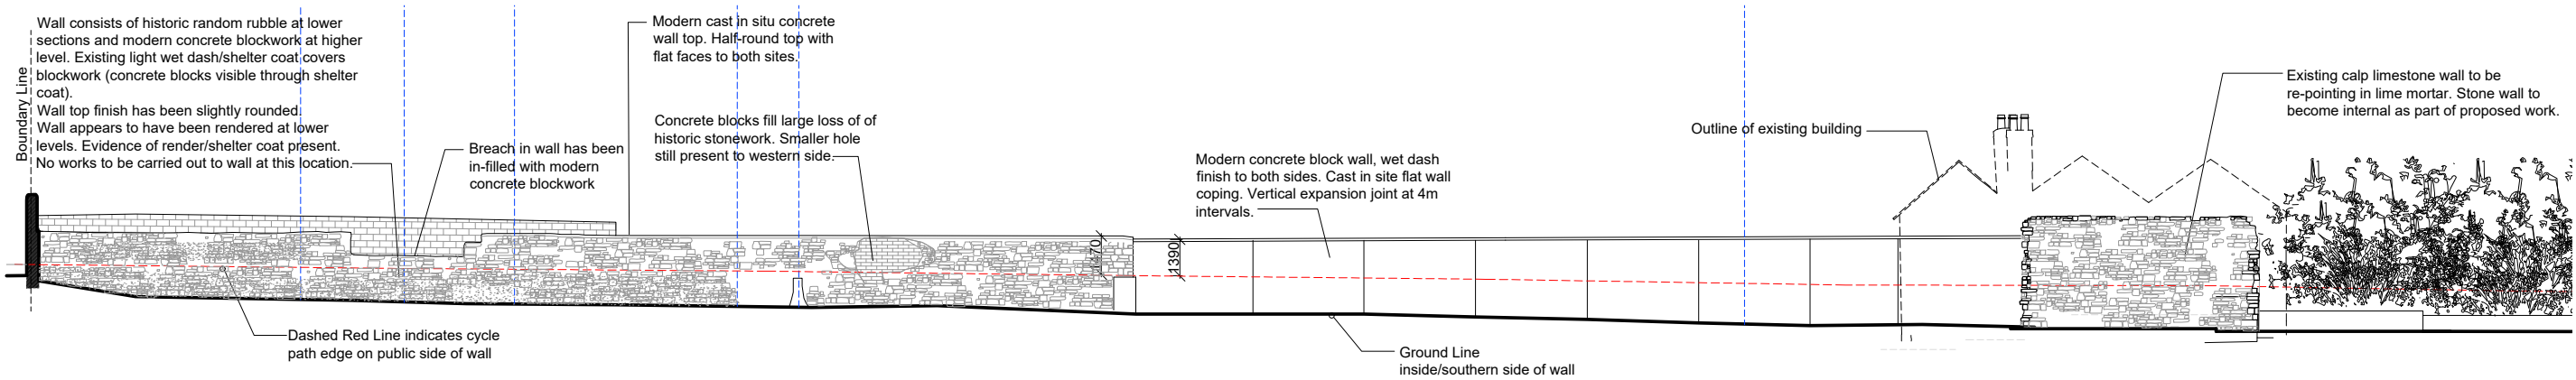 Boundary Line
Wall consists of historic random rubble at lower
sections and modern concrete blockwork at higher
level. Existing light wet dash/shelter coat covers
blockwork (concrete blocks visible through shelter
coat).
Wall top finish has been slightly rounded.
Wall appears to have been rendered at lower
levels. Evidence of render/shelter coat present.
No works to be carried out to wall at this location.
Breach in wall has been
in-filled with modern
concrete blockwork
Modern cast in situ concrete
wall top. Half-round top with
flat faces to both sites.
Concrete blocks fill large loss of of
historic stonework. Smaller hole
still present to western side.
1470
1390
Modern concrete block wall, wet dash
finish to both sides. Cast in site flat wall
coping. Vertical expansion joint at 4m
intervals.
Outline of existing building
Existing calp limestone wall to be
re-pointing in lime mortar. Stone wall to
become internal as part of proposed work.
Dashed Red Line indicates cycle
path edge on public side of wall
Ground Line
inside/southern side of wall